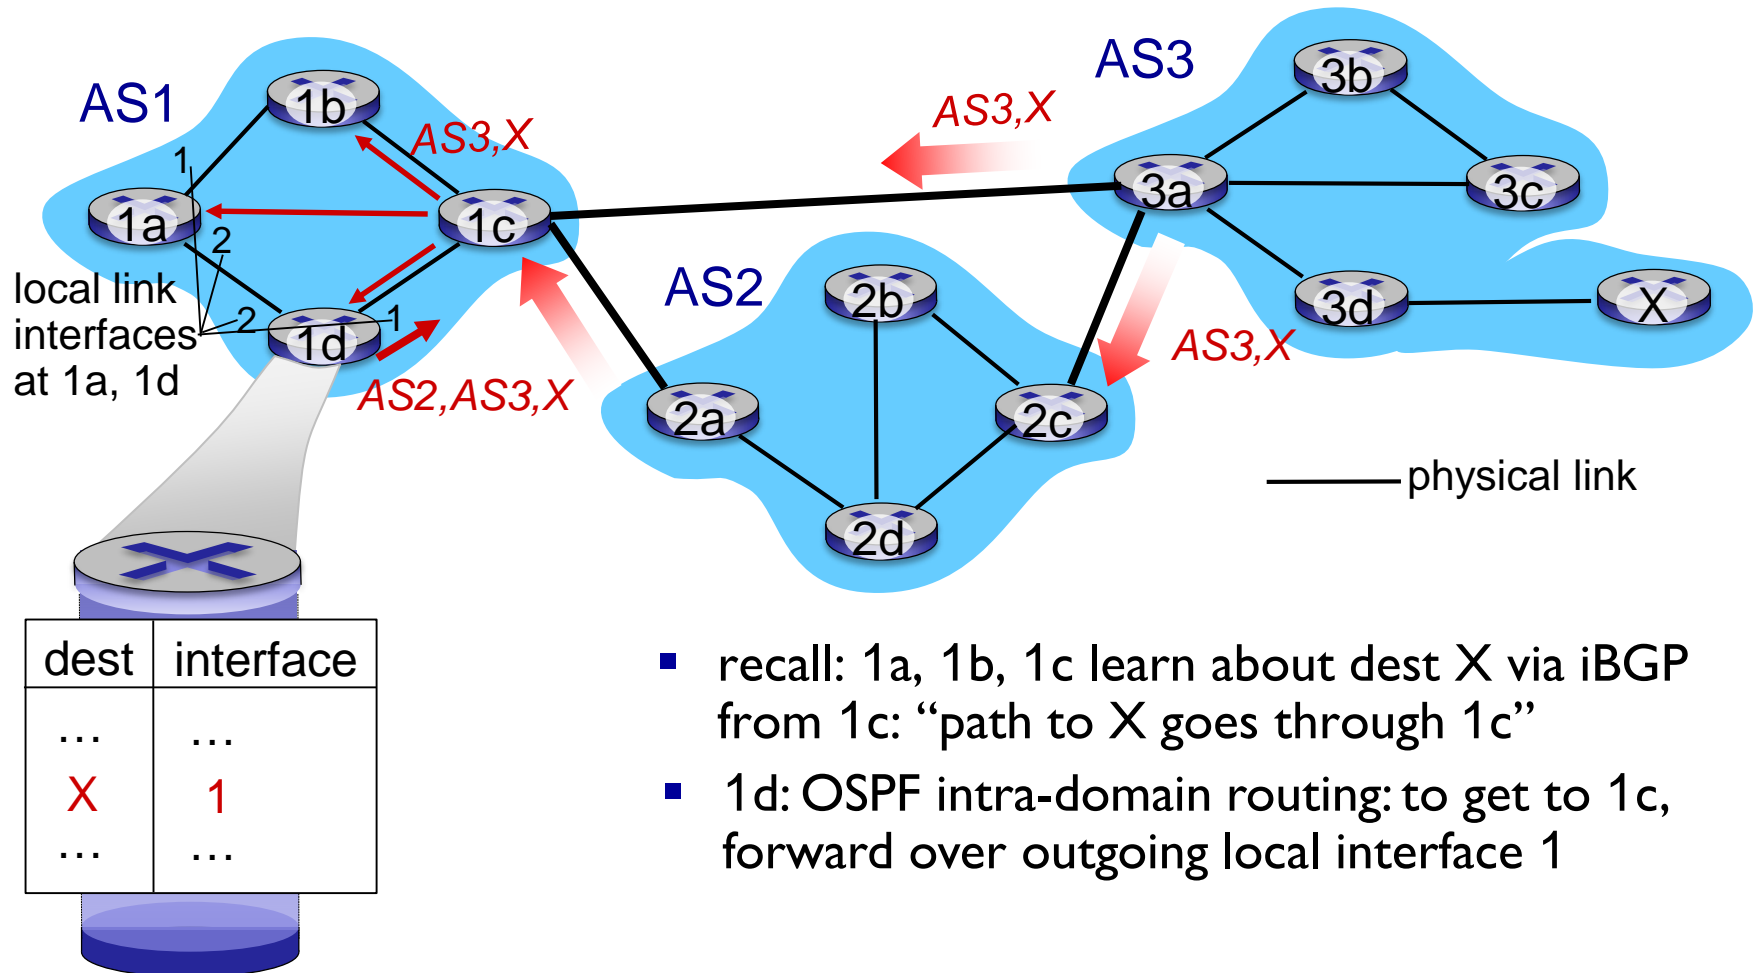 AS1
1b
AS3,X
1
1a
1c
2
local link
interfaces
at 1a, 1d
2
1
1d
AS2,AS3,X
AS3
3b
AS3,X
3a
3c
AS2
2b
3d
X
AS3,X
2a
2c
2d
physical link
dest interface
... ...
X 1
... ...
▪ recall: 1a, 1b, 1c learn about dest X via iBGP
from 1c: “path to X goes through 1c”
▪ 1d: OSPF intra-domain routing: to get to 1c,
forward over outgoing local interface 1